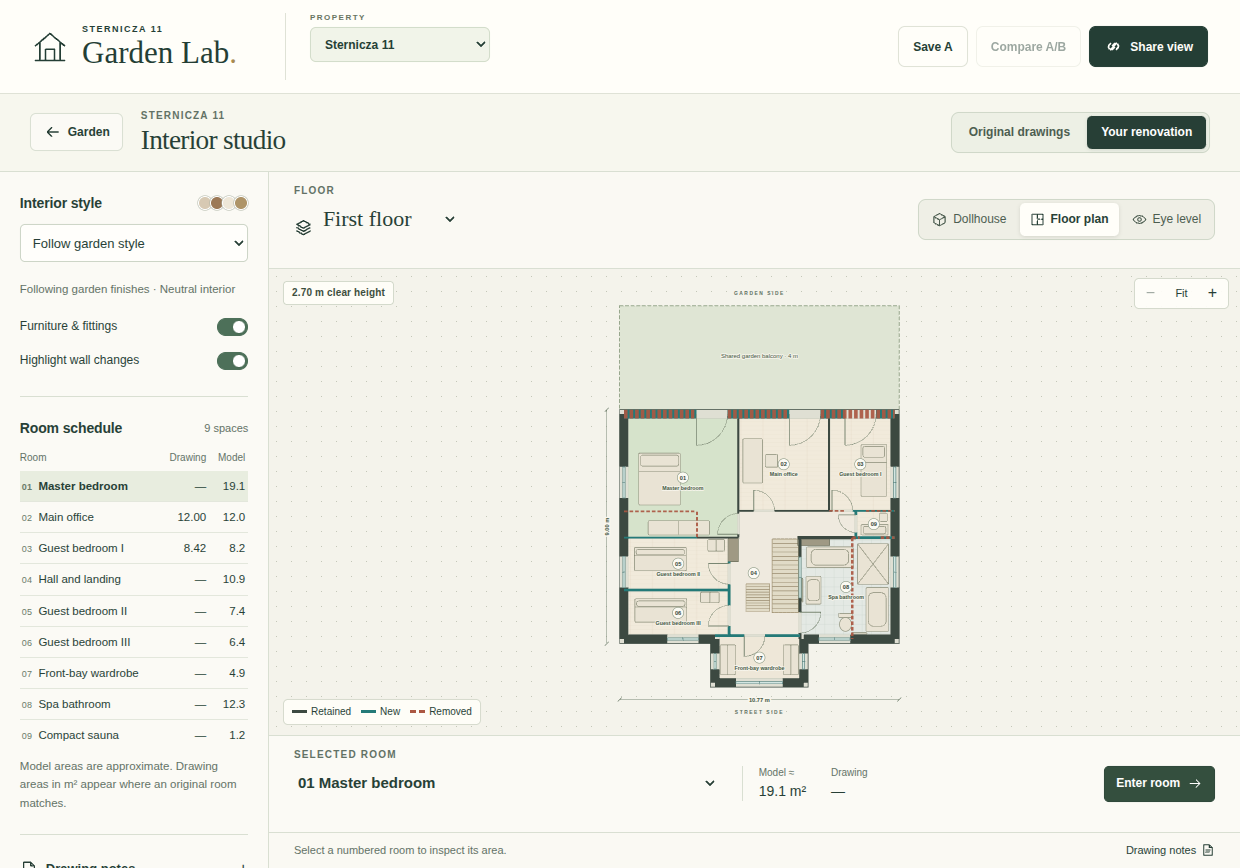 STERNICZA 11
Garden Lab.
PROPERTY
Sternicza 11
Save A
Compare A/B
Share view
Garden
STERNICZA 11
Interior studio
Original drawings
Your renovation
Interior style
Follow garden style
Following garden finishes · Neutral interior
Furniture & fittings
Highlight wall changes
Room schedule
9 spaces
Room Drawing Model
01 Master bedroom — 19.1
02 Main office 12.00 12.0
03 Guest bedroom I 8.42 8.2
04 Hall and landing — 10.9
05 Guest bedroom II — 7.4
06 Guest bedroom III — 6.4
07 Front-bay wardrobe — 4.9
08 Spa bathroom — 12.3
09 Compact sauna — 1.2
Model areas are approximate. Drawing
areas in m² appear where an original room
matches.
Drawing notes +
FLOOR
First floor
Dollhouse
Floor plan
Eye level
2.70 m clear height
− Fit +
GARDEN SIDE
Shared garden balcony · 4 m
01
Master bedroom
02
Main office
03
Guest bedroom I
09
05
Guest bedroom II
04
08
Spa bathroom
06
Guest bedroom III
07
Front-bay wardrobe
9.00 m
10.77 m
STREET SIDE
Retained New Removed
SELECTED ROOM
01 Master bedroom
Model ≈
19.1 m²
Drawing
—
Enter room
Select a numbered room to inspect its area.
Drawing notes